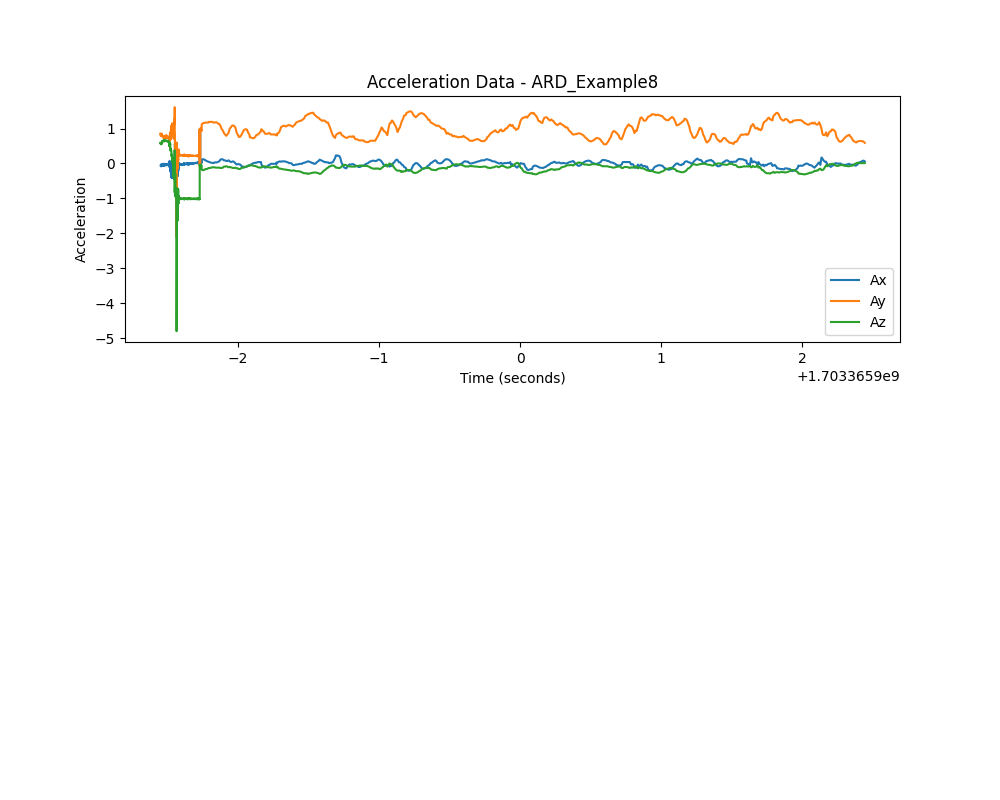 Acceleration Data - ARD_Example8
Acceleration
1
0
−1
−2
−3
−4
−5
Ax
Ay
Az
−2
−1
0
1
2
Time (seconds)
+1.7033659e9